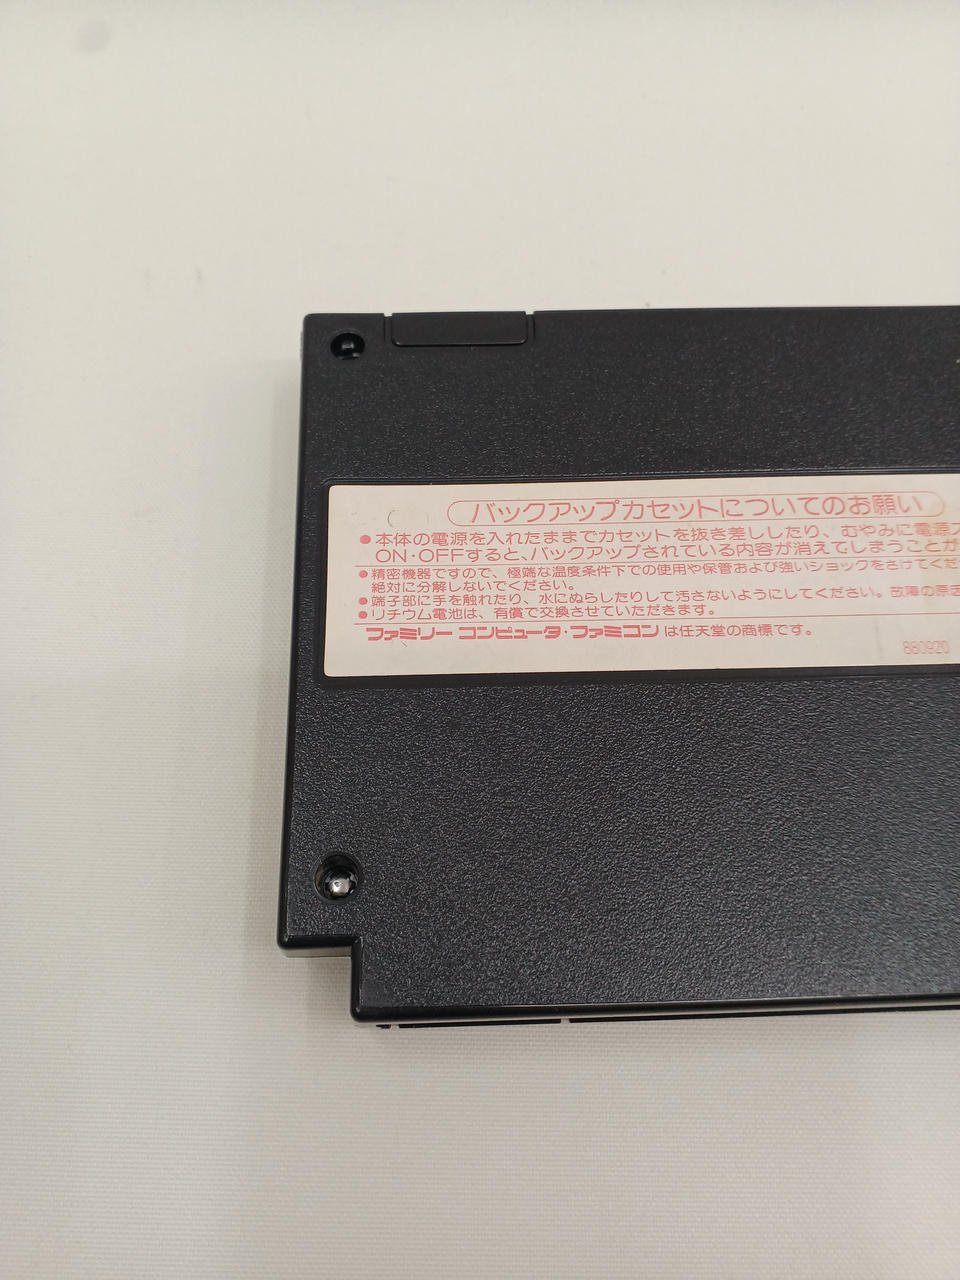 バックアップカセットについてのお願い
●本体の電源を入れたままでカセットを抜き差ししたり、むやみに電源ス
ON・OFFすると、バックアップされている内容が消えてしまうことが
●精密機器ですので、極端な温度条件下での使用や保管および強いショックをさけてくだ
絶対に分解しないでください。
●端子部に手を触れたり、水にぬらしたりして汚さないようにしてください。故障の原
●リチウム電池は、有償で交換させていただきます。
ファミリーコンピュータ・ファミコンは任天堂の商標です。
880920